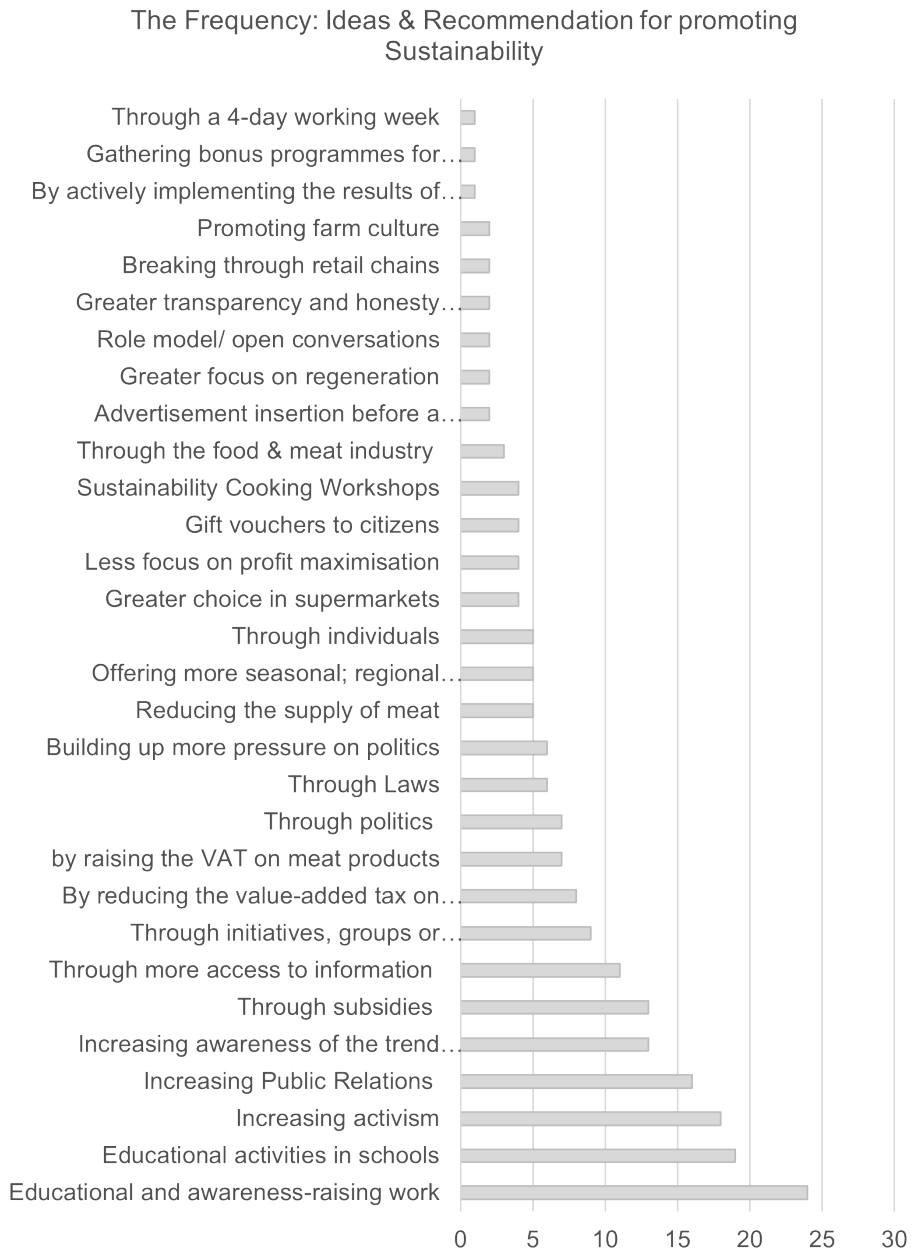 The Frequency: Ideas & Recommendation for promoting
Sustainability
Through a 4-day working week
Gathering bonus programmes for…
By actively implementing the results of…
Promoting farm culture
Breaking through retail chains
Greater transparency and honesty…
Role model/ open conversations
Greater focus on regeneration
Advertisement insertion before a…
Through the food & meat industry
Sustainability Cooking Workshops
Gift vouchers to citizens
Less focus on profit maximisation
Greater choice in supermarkets
Through individuals
Offering more seasonal; regional…
Reducing the supply of meat
Building up more pressure on politics
Through Laws
Through politics
by raising the VAT on meat products
By reducing the value-added tax on…
Through initiatives, groups or…
Through more access to information
Through subsidies
Increasing awareness of the trend…
Increasing Public Relations
Increasing activism
Educational activities in schools
Educational and awareness-raising work
0 5 10 15 20 25 30